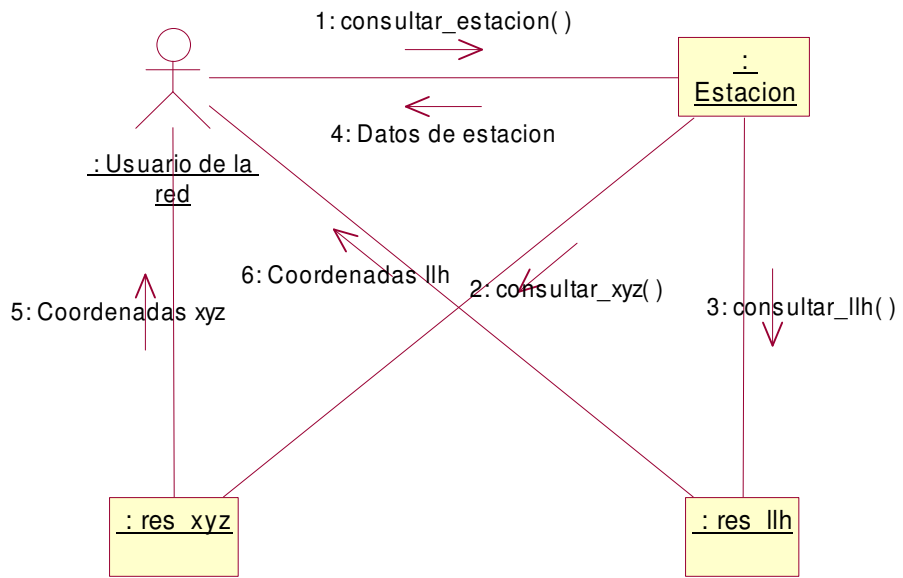 1: consultar_estacion( )
:
Estacion
4: Datos de estacion
: Usuario de la
red
6: Coordenadas llh
2: consultar_xyz( )
5: Coordenadas xyz
3: consultar_llh( )
: res_xyz
: res_llh